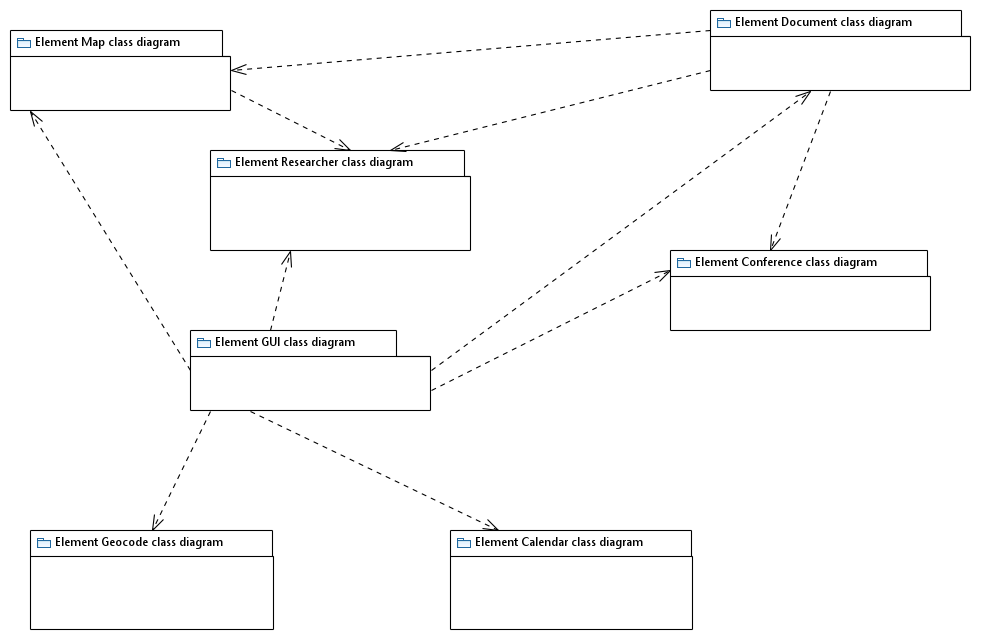 Element Document class diagram
Element Map class diagram
Element Researcher class diagram
Element Conference class diagram
Element GUI class diagram
Element Geocode class diagram
Element Calendar class diagram